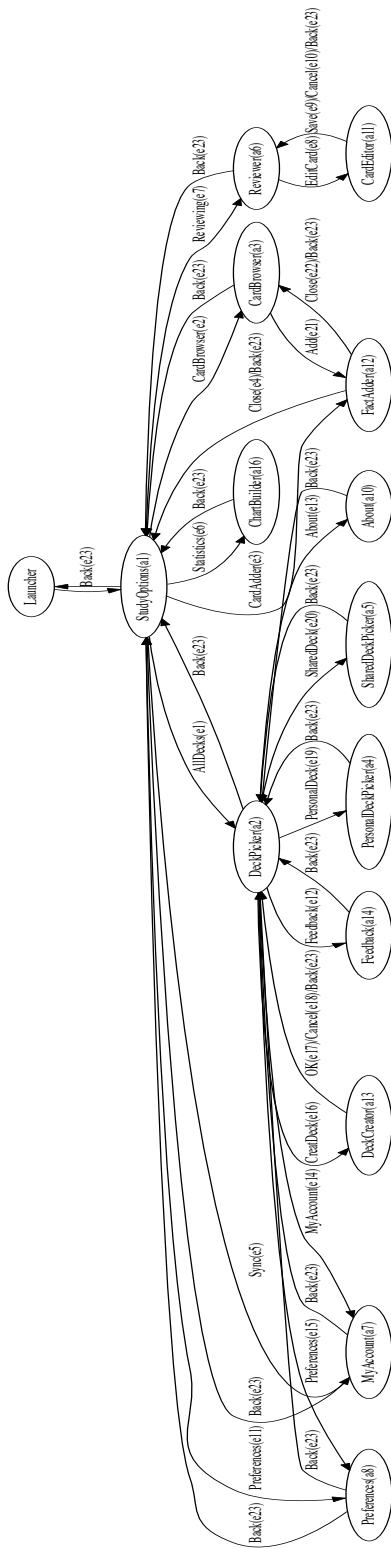 Launcher
Back(e23)
StudyOptions(a1)
Back(e23)
Preferences(e11)
Back(e23)
Sync(e5)
AllDecks(e1)
Back(e23)
CardAdder(e3)
Statistics(e6)
Back(e23)
Close(e4)/Back(e23)
CardBrowser(e2)
Back(e23)
Reviewing(e7)
Back(e23)
DeckPicker(a2)
ChartBuilder(a16)
CardBrowser(a3)
Reviewer(a6)
Back(e23)
Preferences(e15)
Back(e23)
MyAccount(e14)
CreatDeck(e16)
OK(e17)/Cancel(e18)/Back(e23)
Feedback(e12)
Back(e23)
PersonalDeck(e19)
Back(e23)
SharedDeck(e20)
Back(e23)
About(e13)
Back(e23)
Add(e21)
Close(e22)/Back(e23)
EditCard(e8)
Save(e9)/Cancel(e10)/Back(e23)
Preferences(a8)
MyAccount(a7)
DeckCreator(a13
Feedback(a14)
PersonalDeckPicker(a4)
SharedDeckPicker(a5)
About(a10)
FactAdder(a12)
CardEditor(a11)